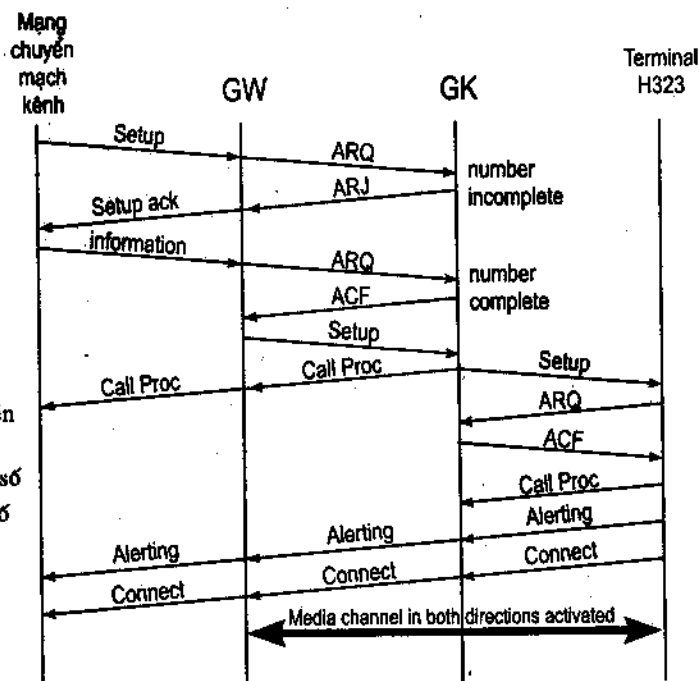 Mạng
chuyển
mạch
kênh
GW
GK
Terminal
H323
Setup
ARQ
number
incomplete
ARJ
Setup ack
information
ARQ
number
complete
ACF
Setup
Call Proc
Call Proc
Setup
ARQ
ACF
số
Call Proc
Alerting
Alerting
Alerting
Connect
Connect
Connect
Media channel in both directions activated